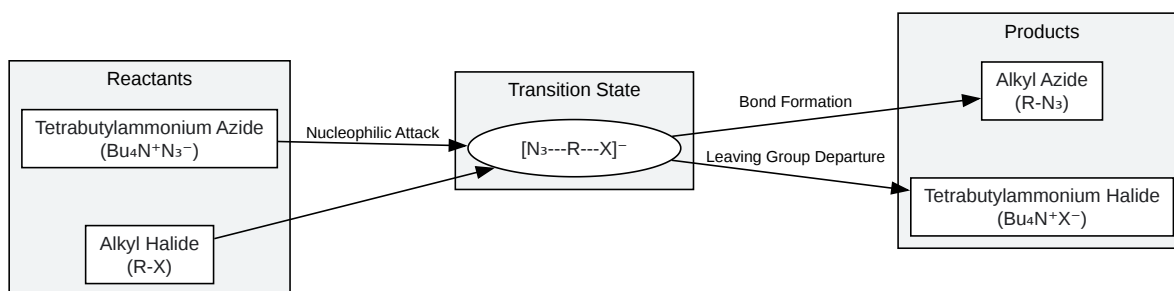 Reactants
Tetrabutylammonium Azide
(Bu₄N⁺N₃⁻)
Alkyl Halide
(R-X)
Nucleophilic Attack
Transition State
[N₃---R---X]⁻
Bond Formation
Leaving Group Departure
Products
Alkyl Azide
(R-N₃)
Tetrabutylammonium Halide
(Bu₄N⁺X⁻)